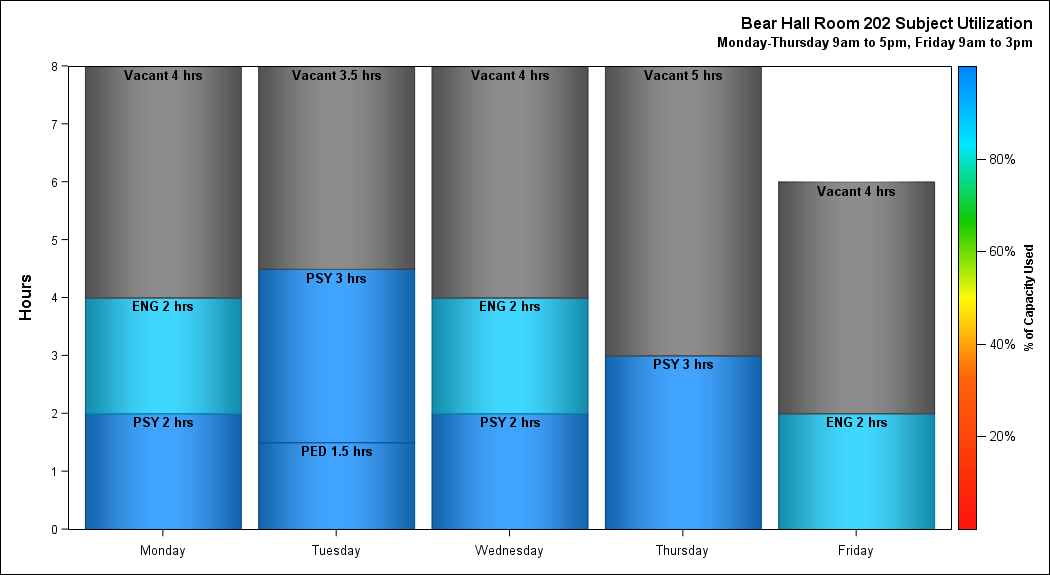 Bear Hall Room 202 Subject Utilization
Monday-Thursday 9am to 5pm, Friday 9am to 3pm
Hours
8
7
6
5
4
3
2
1
0
Vacant 4 hrs
ENG 2 hrs
PSY 2 hrs
Vacant 3.5 hrs
PSY 3 hrs
PED 1.5 hrs
Vacant 4 hrs
ENG 2 hrs
PSY 2 hrs
Vacant 5 hrs
PSY 3 hrs
Vacant 4 hrs
ENG 2 hrs
Monday
Tuesday
Wednesday
Thursday
Friday
80%
60%
40%
20%
% of Capacity Used